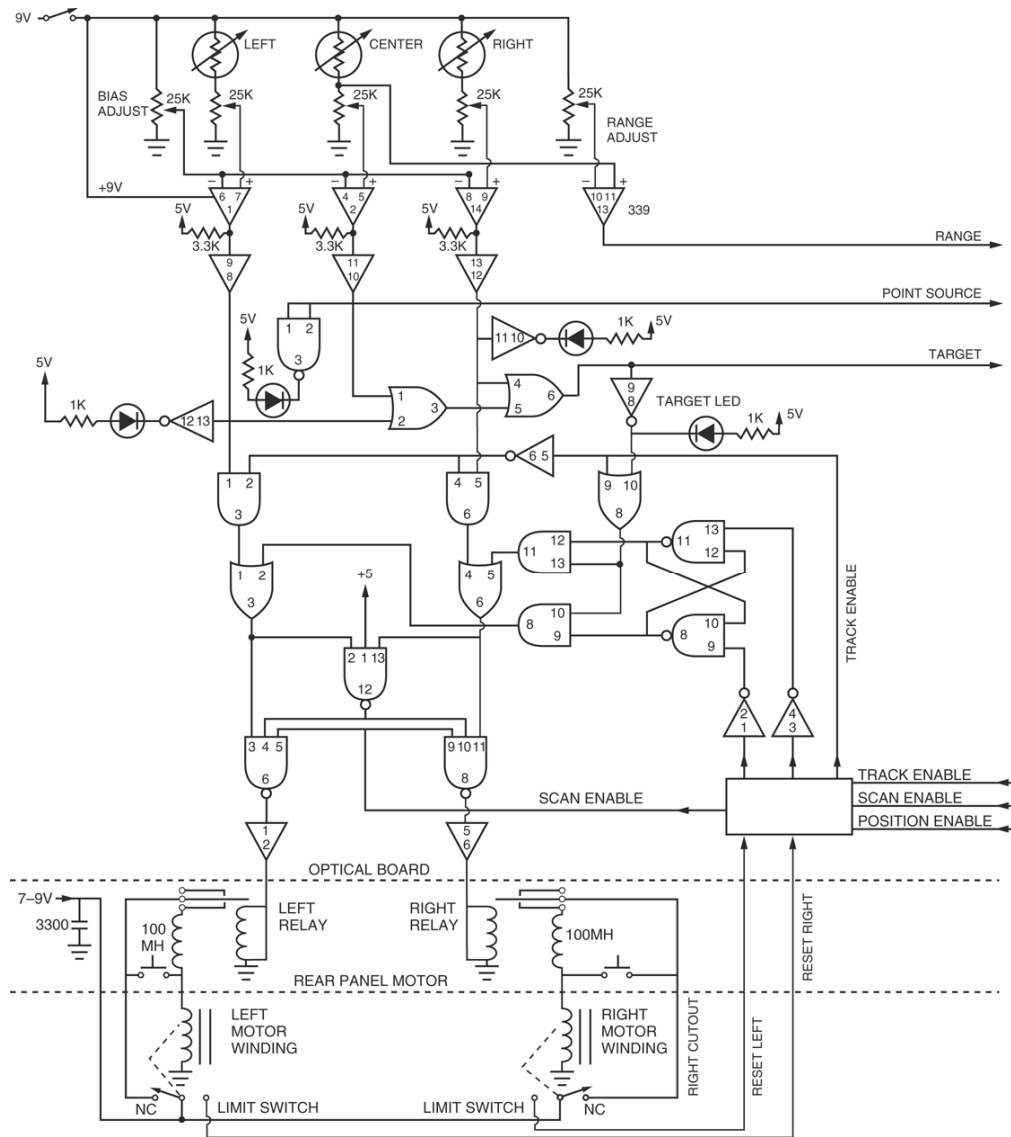 9V
LEFT
CENTER
RIGHT
BIAS
ADJUST
25K
25K
25K
25K
25K
RANGE
ADJUST
+9V
− +
6 7
1
− +
4 5
2
− +
8 9
14
− +
10 11
13
339
5V
3.3K
5V
3.3K
5V
3.3K
RANGE
9
8
11
10
13
12
POINT SOURCE
5V
1K
1 2
3
11 10
1K
5V
TARGET
5V
1K
12 13
1
2
3
4
5
6
9
8
TARGET LED
1K
5V
1 2
3
4 5
6
6 5
9 10
8
1 2
3
4 5
6
11
12
13
11
13
12
8
10
9
8
10
9
+5
2 1 13
12
2
1
4
3
TRACK ENABLE
3 4 5
6
9 10 11
8
SCAN ENABLE
TRACK ENABLE
SCAN ENABLE
POSITION ENABLE
1
2
5
6
OPTICAL BOARD
7–9V
3300
100
MH
LEFT
RELAY
RIGHT
RELAY
100MH
REAR PANEL MOTOR
LEFT
MOTOR
WINDING
RIGHT
MOTOR
WINDING
RIGHT CUTOUT
RESET LEFT
RESET RIGHT
NC
LIMIT SWITCH
LIMIT SWITCH
NC